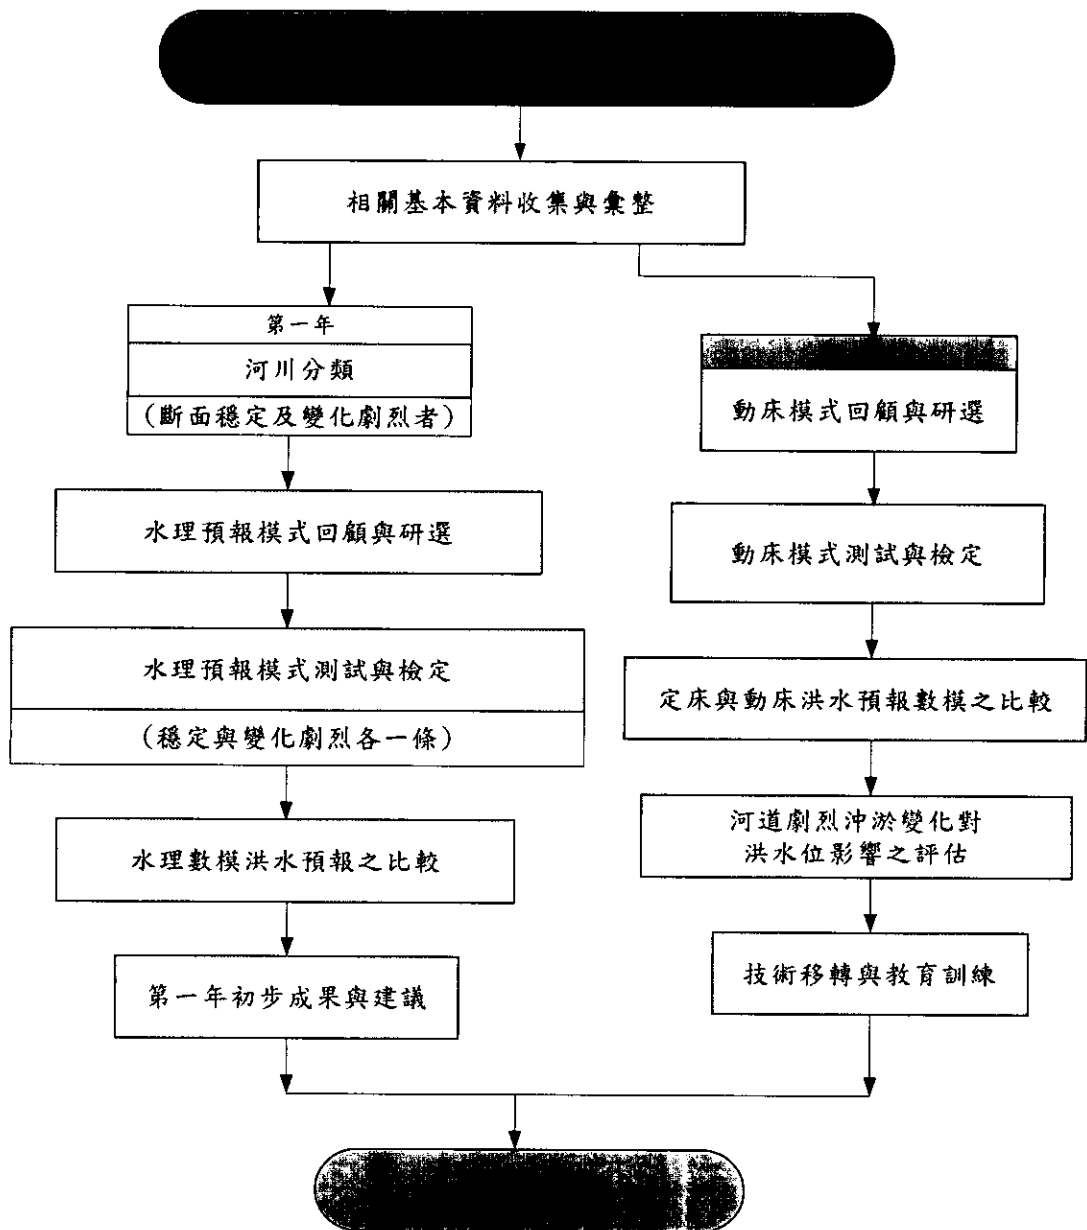 相關基本資料收集與彙整
第一年
河川分類
(斷面穩定及變化劇烈者)
水理預報模式回顧與研選
水理預報模式測試與檢定
(穩定與變化劇烈各一條)
水理數模洪水預報之比較
第一年初步成果與建議
動床模式回顧與研選
動床模式測試與檢定
定床與動床洪水預報數模之比較
河道劇烈沖淤變化對
洪水位影響之評估
技術移轉與教育訓練